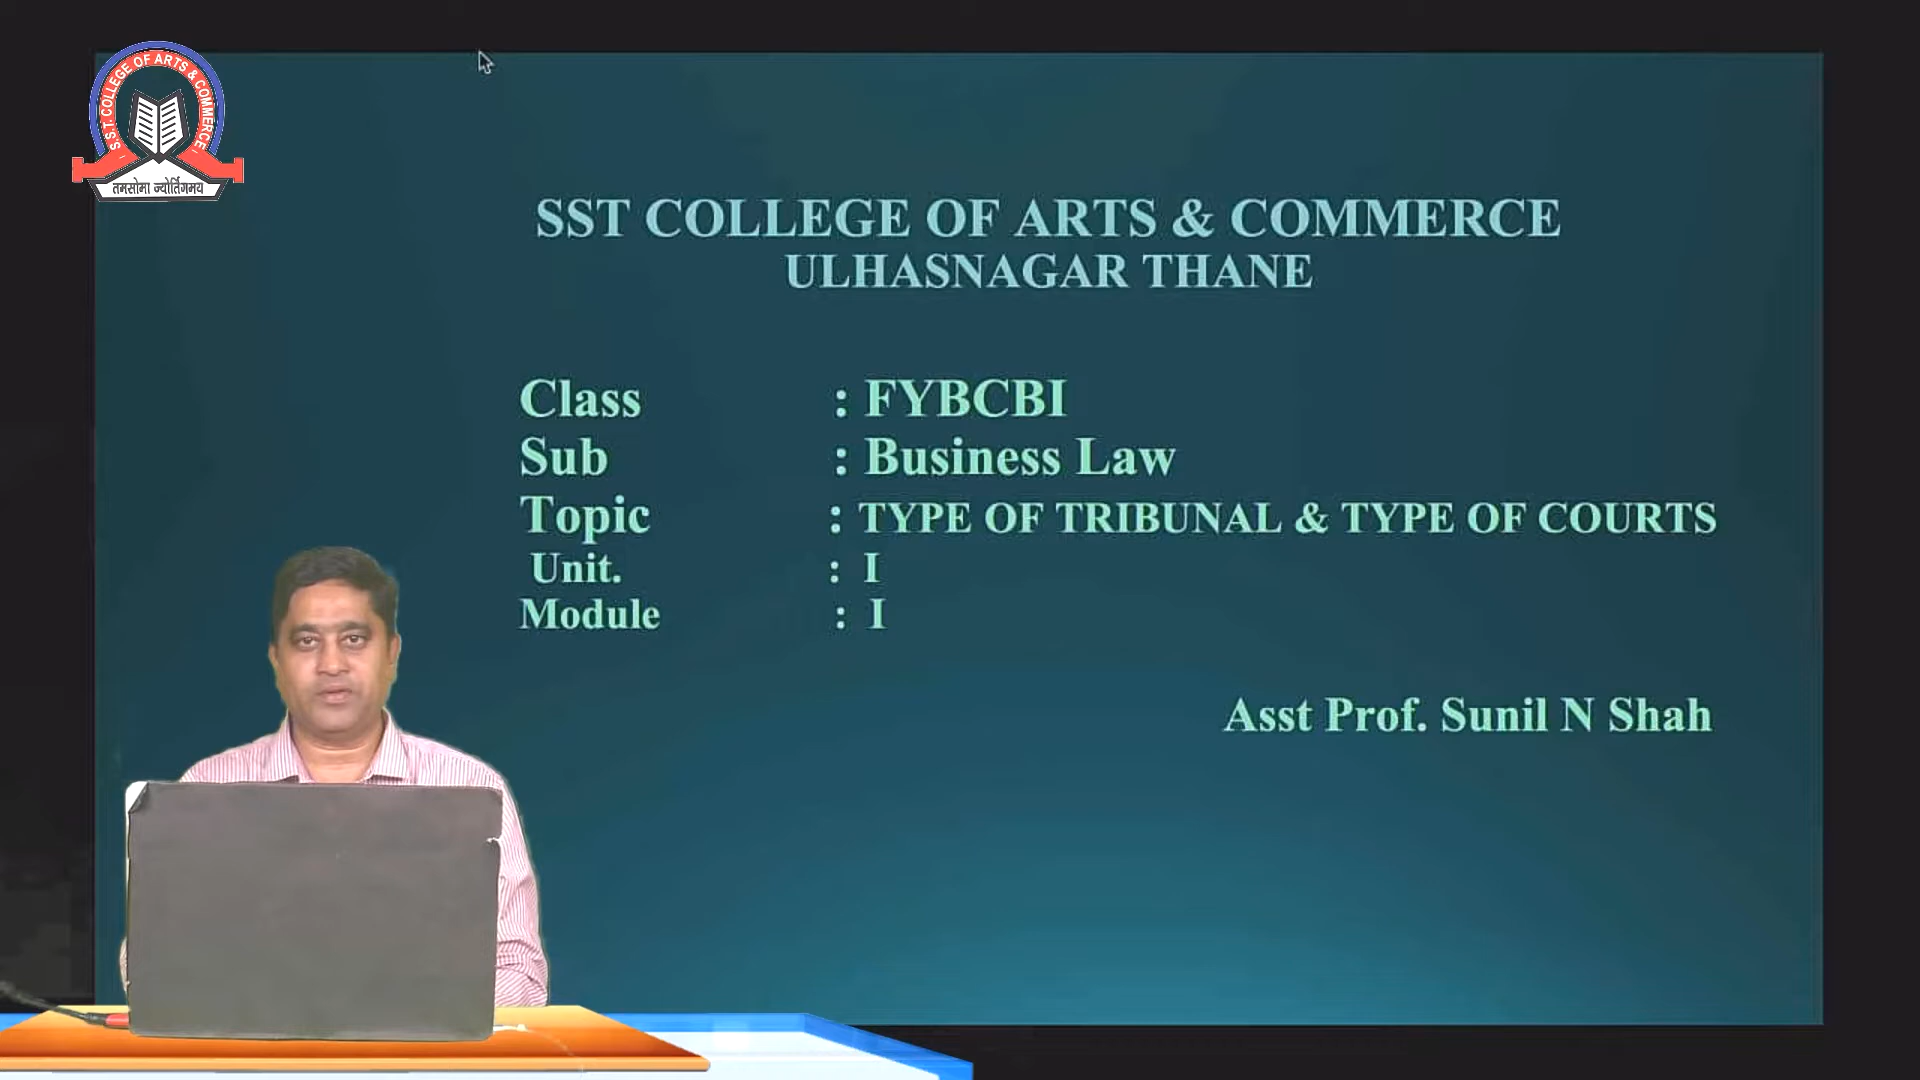 S.S.T. COLLEGE OF ARTS & COMMERCE
तमसोमा ज्योर्तिगमय
SST COLLEGE OF ARTS & COMMERCE
ULHASNAGAR THANE
Class : FYBCBI
Sub : Business Law
Topic : TYPE OF TRIBUNAL & TYPE OF COURTS
Unit. : I
Module : I
Asst Prof. Sunil N Shah